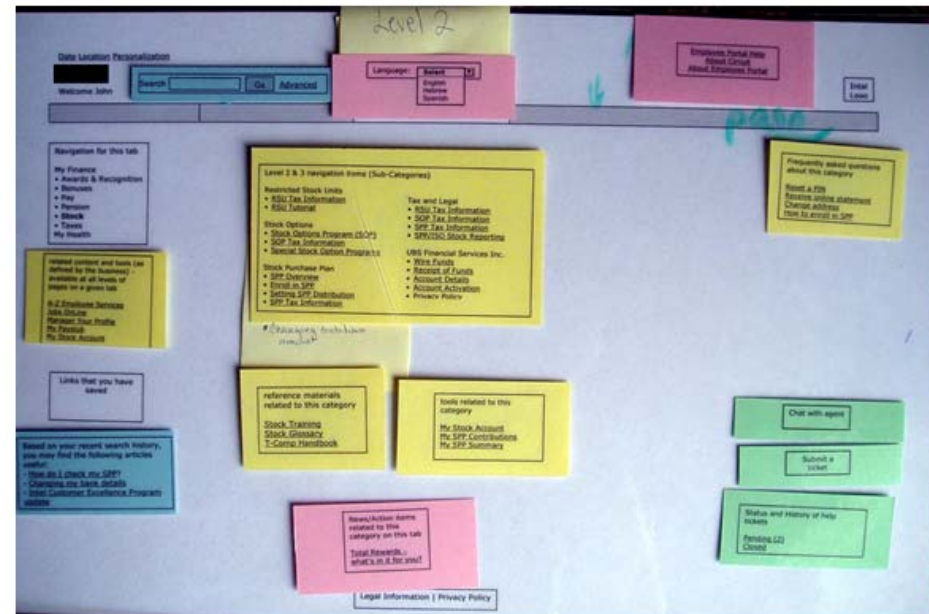 Level 2
Date Location Personalization
Welcome John
Search
Go
Advanced
Language:
Select
English
Hebrew
Spanish
Employee Portal Help
About Circuit
About Employee Portal
Intel
Logo
Navigation for this tab
My Finance
• Awards & Recognition
• Bonuses
• Pay
• Pension
• Stock
• Taxes
My Health
Level 2 & 3 navigation items (Sub-Categories)
Restricted Stock Units
• RSU Tax Information
• RSU Tutorial
Stock Options
• Stock Options Program (SOP)
• SOP Tax Information
• Special Stock Option Programs
Stock Purchase Plan
• SPP Overview
• Enroll in SPP
• Setting SPP Distribution
• SPP Tax Information
Tax and Legal
• RSU Tax Information
• SOP Tax Information
• SPP Tax Information
• SPP/ISO Stock Reporting
UBS Financial Services Inc.
• Wire Funds
• Receipt of Funds
• Account Details
• Account Activation
• Privacy Policy
Frequently asked questions
about this category
Reset a PIN
Receive online statement
Change address
How to enroll in SPP
related content and tools (as
defined by the business) -
available at all levels of
pages on a given tab
A-Z Employee Services
Jobs OnLine
Manager Your Profile
My Paystub
My Stock Account
• Changing
Links that you have
saved
reference materials
related to this category
Stock Training
Stock Glossary
T-Comp Handbook
tools related to this
category
My Stock Account
My SPP Contributions
My SPP Summary
Chat with agent
Submit a
ticket
Status and History of help
tickets
Pending (2)
Closed
Based on your recent search history,
you may find the following articles
useful:
- How do I check my SPP?
- Changing my bank details
- Intel Customer Excellence Program
update
News/Action items
related to this
category on this tab
Total Rewards -
what's in it for you?
Legal Information | Privacy Policy